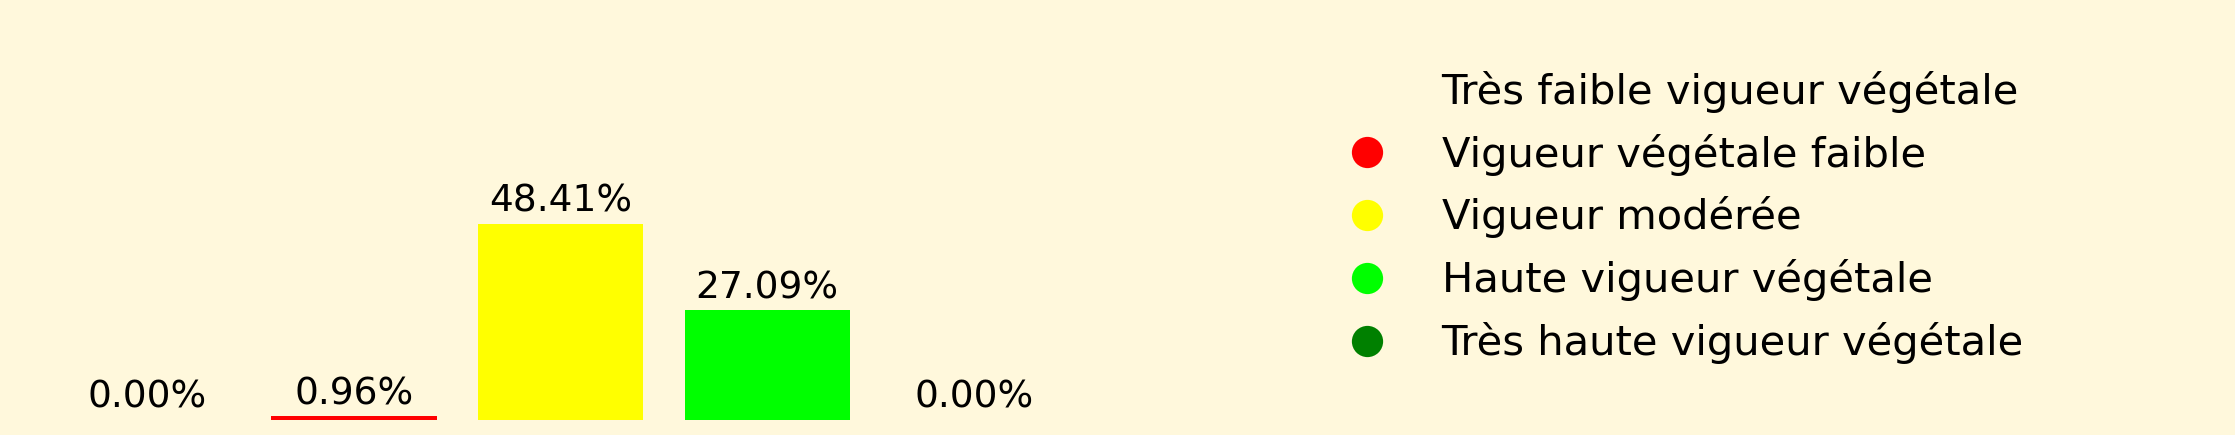 48.41%
27.09%
0.00%
0.96%
0.00%
Très faible vigueur végétale
Vigueur végétale faible
Vigueur modérée
Haute vigueur végétale
Très haute vigueur végétale